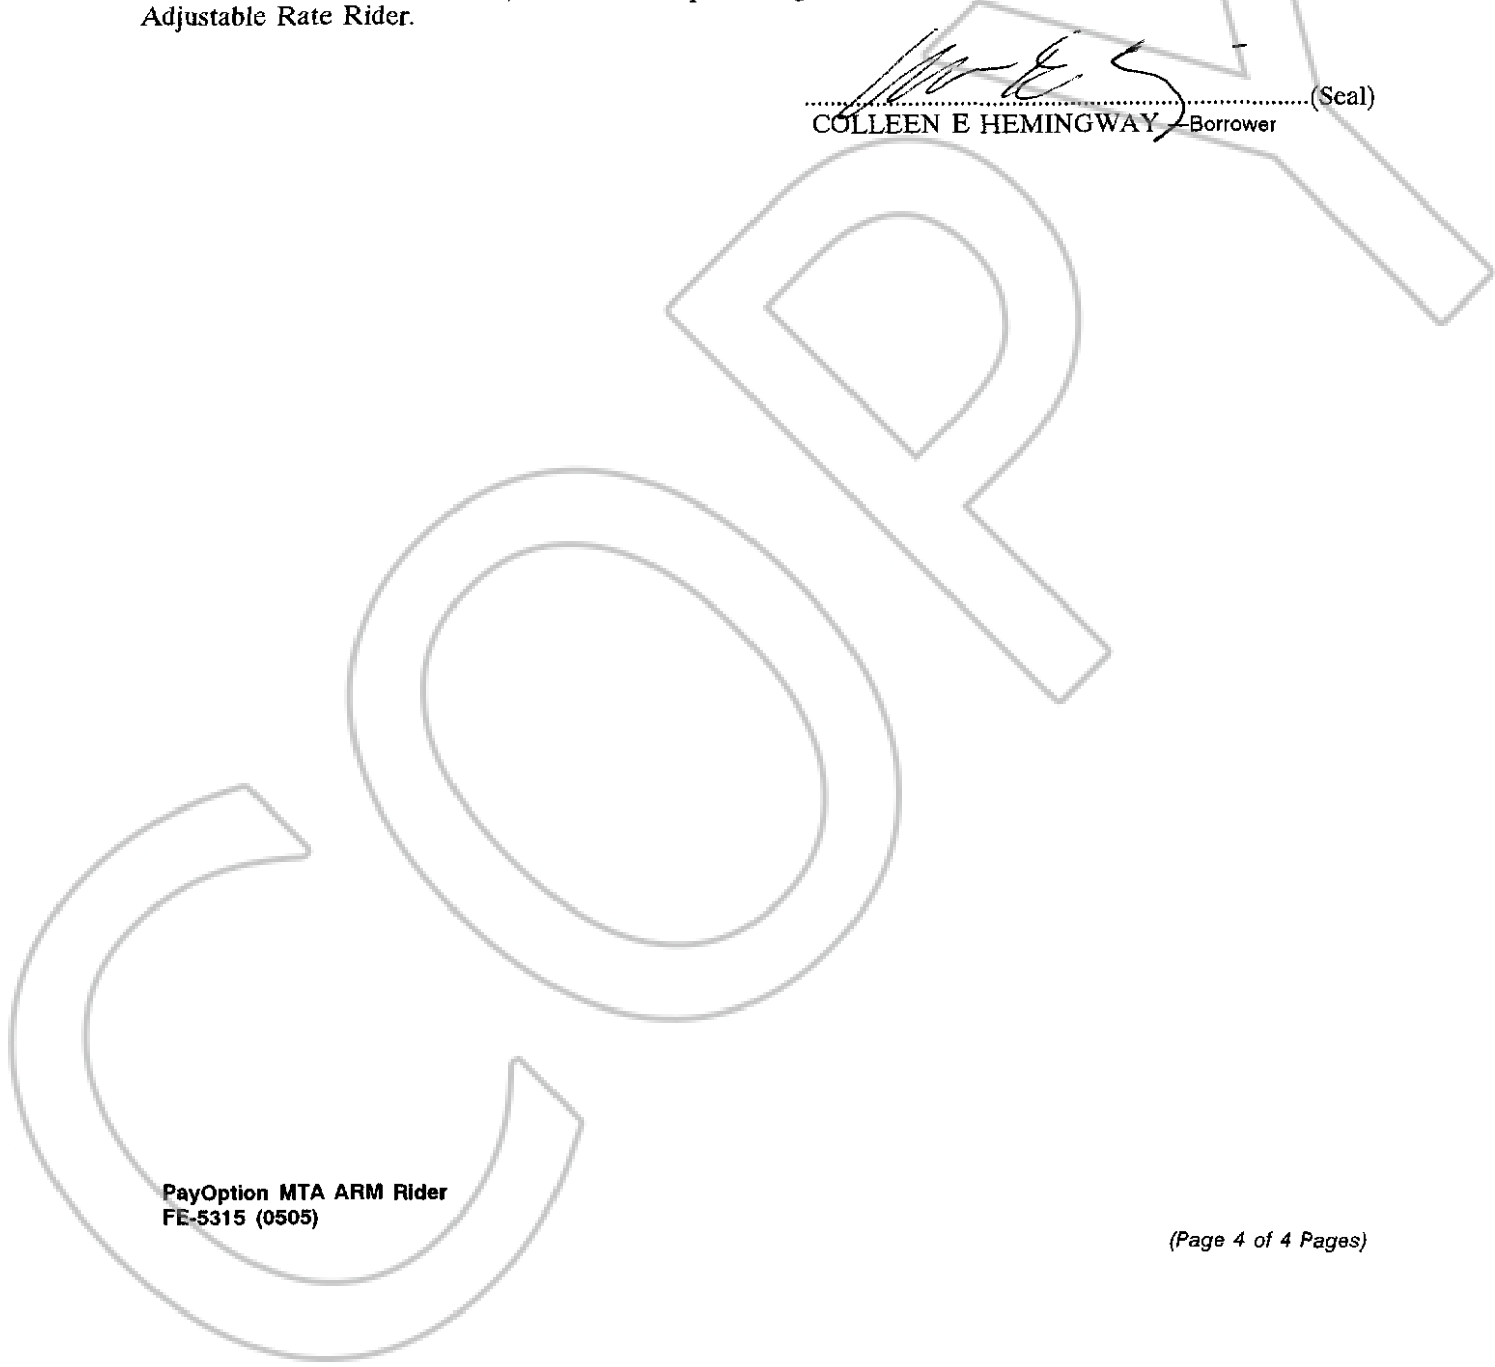 Adjustable Rate Rider.
(Seal)
COLLEEN E HEMINGWAY —Borrower
COPY
PayOption MTA ARM Rider
FE-5315 (0505)
(Page 4 of 4 Pages)